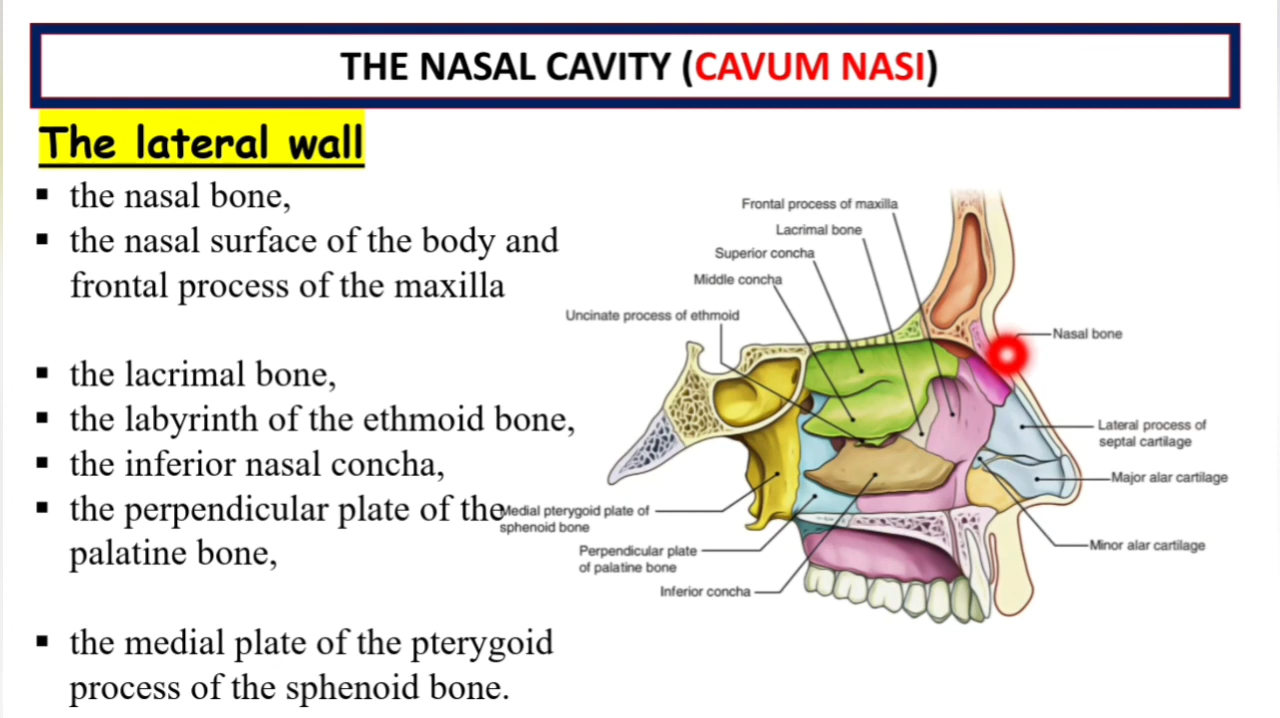 THE NASAL CAVITY (CAVUM NASI)
The lateral wall
▪ the nasal bone,
▪ the nasal surface of the body and
frontal process of the maxilla
▪ the lacrimal bone,
▪ the labyrinth of the ethmoid bone,
▪ the inferior nasal concha,
▪ the perpendicular plate of the
palatine bone,
▪ the medial plate of the pterygoid
process of the sphenoid bone.
Frontal process of maxilla
Lacrimal bone
Superior concha
Middle concha
Uncinate process of ethmoid
Nasal bone
Lateral process of
septal cartilage
Major alar cartilage
Minor alar cartilage
Medial pterygoid plate of
sphenoid bone
Perpendicular plate
of palatine bone
Inferior concha